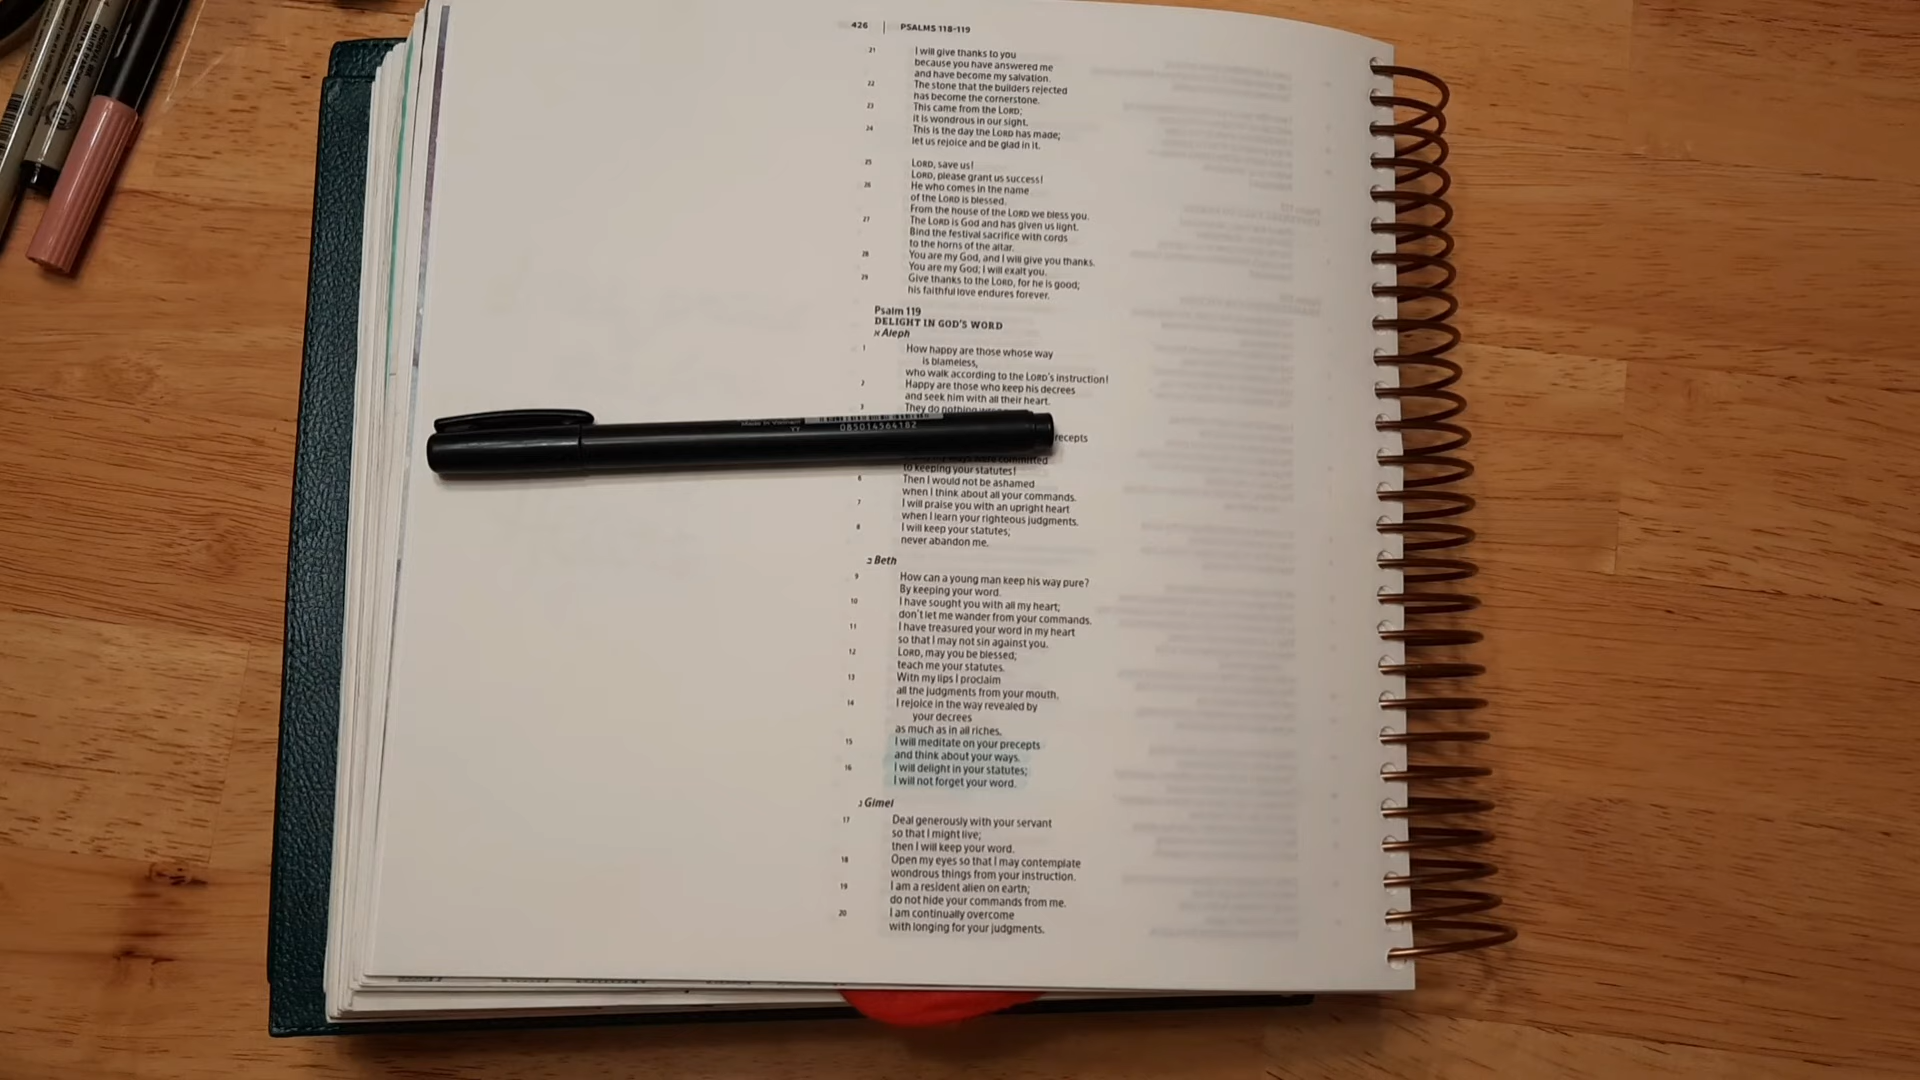 426 | PSALMS 118–119
21 I will give thanks to you
because you have answered me
and have become my salvation.
22 The stone that the builders rejected
has become the cornerstone.
23 This came from the LORD;
it is wondrous in our sight.
24 This is the day the LORD has made;
let us rejoice and be glad in it.
25 LORD, save us!
LORD, please grant us success!
26 He who comes in the name
of the LORD is blessed.
From the house of the LORD we bless you.
27 The LORD is God and has given us light.
Bind the festival sacrifice with cords
to the horns of the altar.
28 You are my God, and I will give you thanks.
You are my God; I will exalt you.
29 Give thanks to the LORD, for he is good;
his faithful love endures forever.
Psalm 119
DELIGHT IN GOD'S WORD
א Aleph
1 How happy are those whose way
is blameless,
who walk according to the LORD's instruction!
2 Happy are those who keep his decrees
and seek him with all their heart.
3 They do nothing
Made in Vietnam
YY 085014564182
recepts
committed
to keeping your statutes!
6 Then I would not be ashamed
when I think about all your commands.
7 I will praise you with an upright heart
when I learn your righteous judgments.
8 I will keep your statutes;
never abandon me.
ב Beth
9 How can a young man keep his way pure?
By keeping your word.
10 I have sought you with all my heart;
don't let me wander from your commands.
11 I have treasured your word in my heart
so that I may not sin against you.
12 LORD, may you be blessed;
teach me your statutes.
13 With my lips I proclaim
all the judgments from your mouth.
14 I rejoice in the way revealed by
your decrees
as much as in all riches.
15 I will meditate on your precepts
and think about your ways.
16 I will delight in your statutes;
I will not forget your word.
ג Gimel
17 Deal generously with your servant
so that I might live;
then I will keep your word.
18 Open my eyes so that I may contemplate
wondrous things from your instruction.
19 I am a resident alien on earth;
do not hide your commands from me.
20 I am continually overcome
with longing for your judgments.